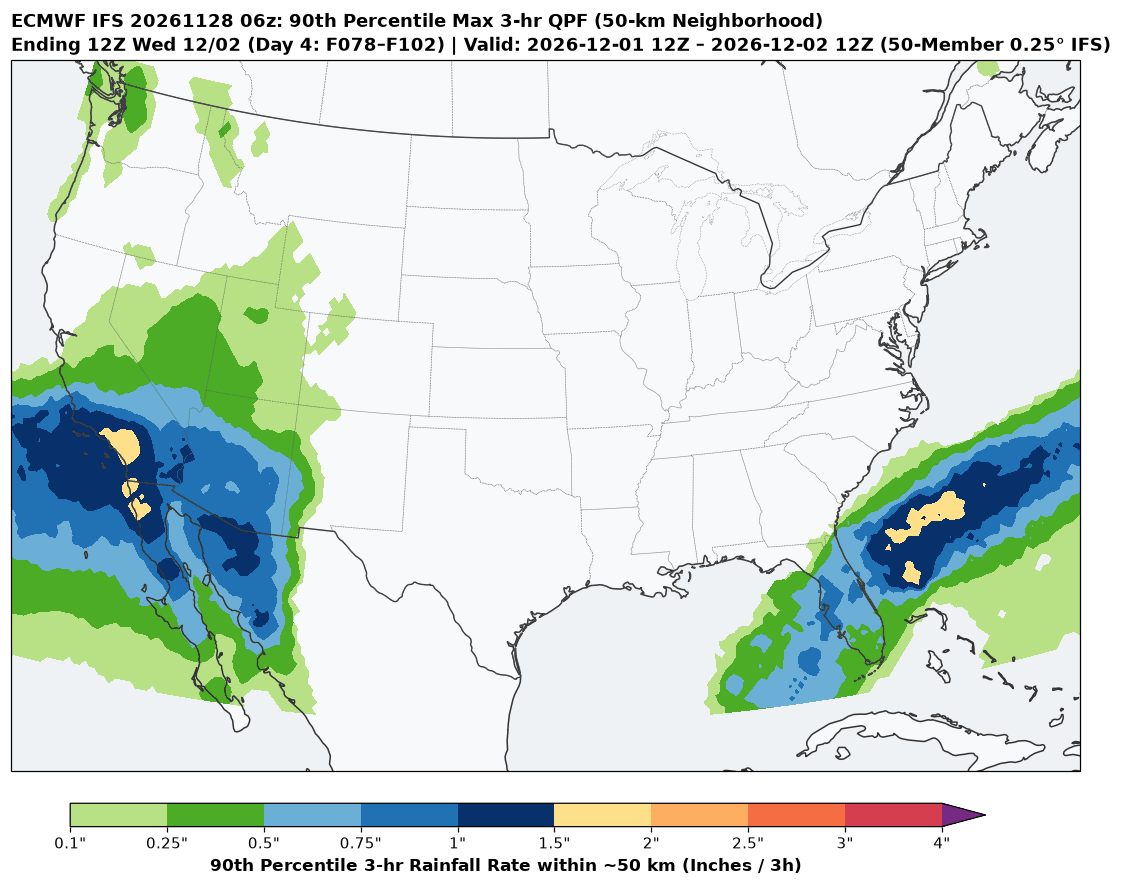 ECMWF IFS 20261128 06z: 90th Percentile Max 3-hr QPF (50-km Neighborhood)
Ending 12Z Wed 12/02 (Day 4: F078–F102) | Valid: 2026-12-01 12Z – 2026-12-02 12Z (50-Member 0.25° IFS)
0.1" 0.25" 0.5" 0.75" 1" 1.5" 2" 2.5" 3" 4"
90th Percentile 3-hr Rainfall Rate within ~50 km (Inches / 3h)